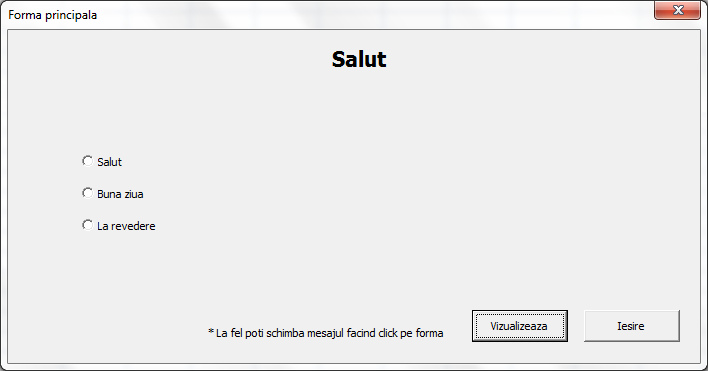 Forma principala
Salut
Salut
Buna ziua
La revedere
* La fel poti schimba mesajul facind click pe forma
Vizualizeaza
Iesire